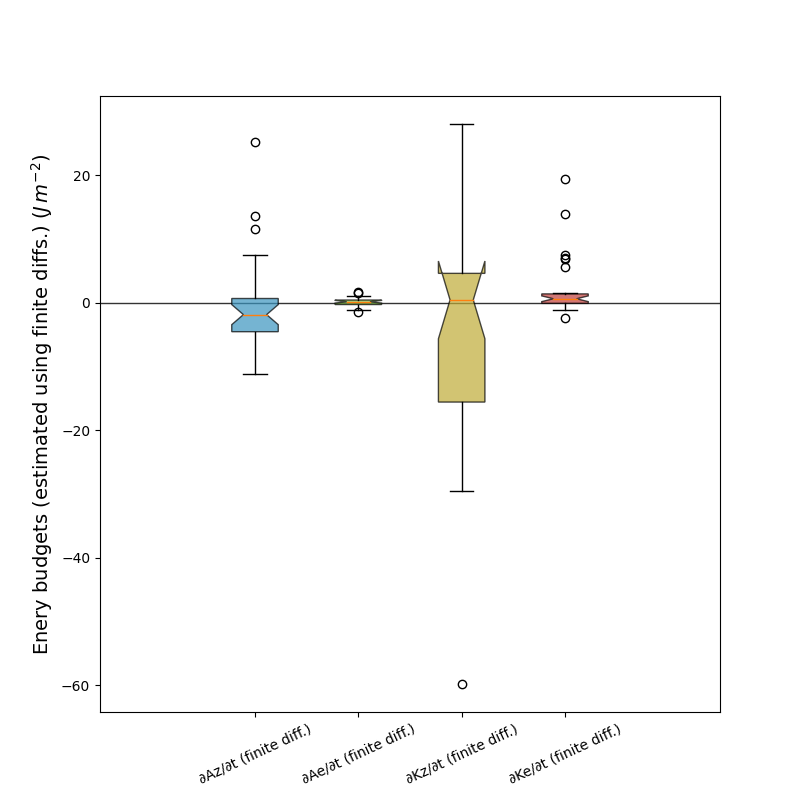 Enery budgets (estimated using finite diffs.) (J m⁻²)
20
0
−20
−40
−60
∂Az/∂t (finite diff.)
∂Ae/∂t (finite diff.)
∂Kz/∂t (finite diff.)
∂Ke/∂t (finite diff.)